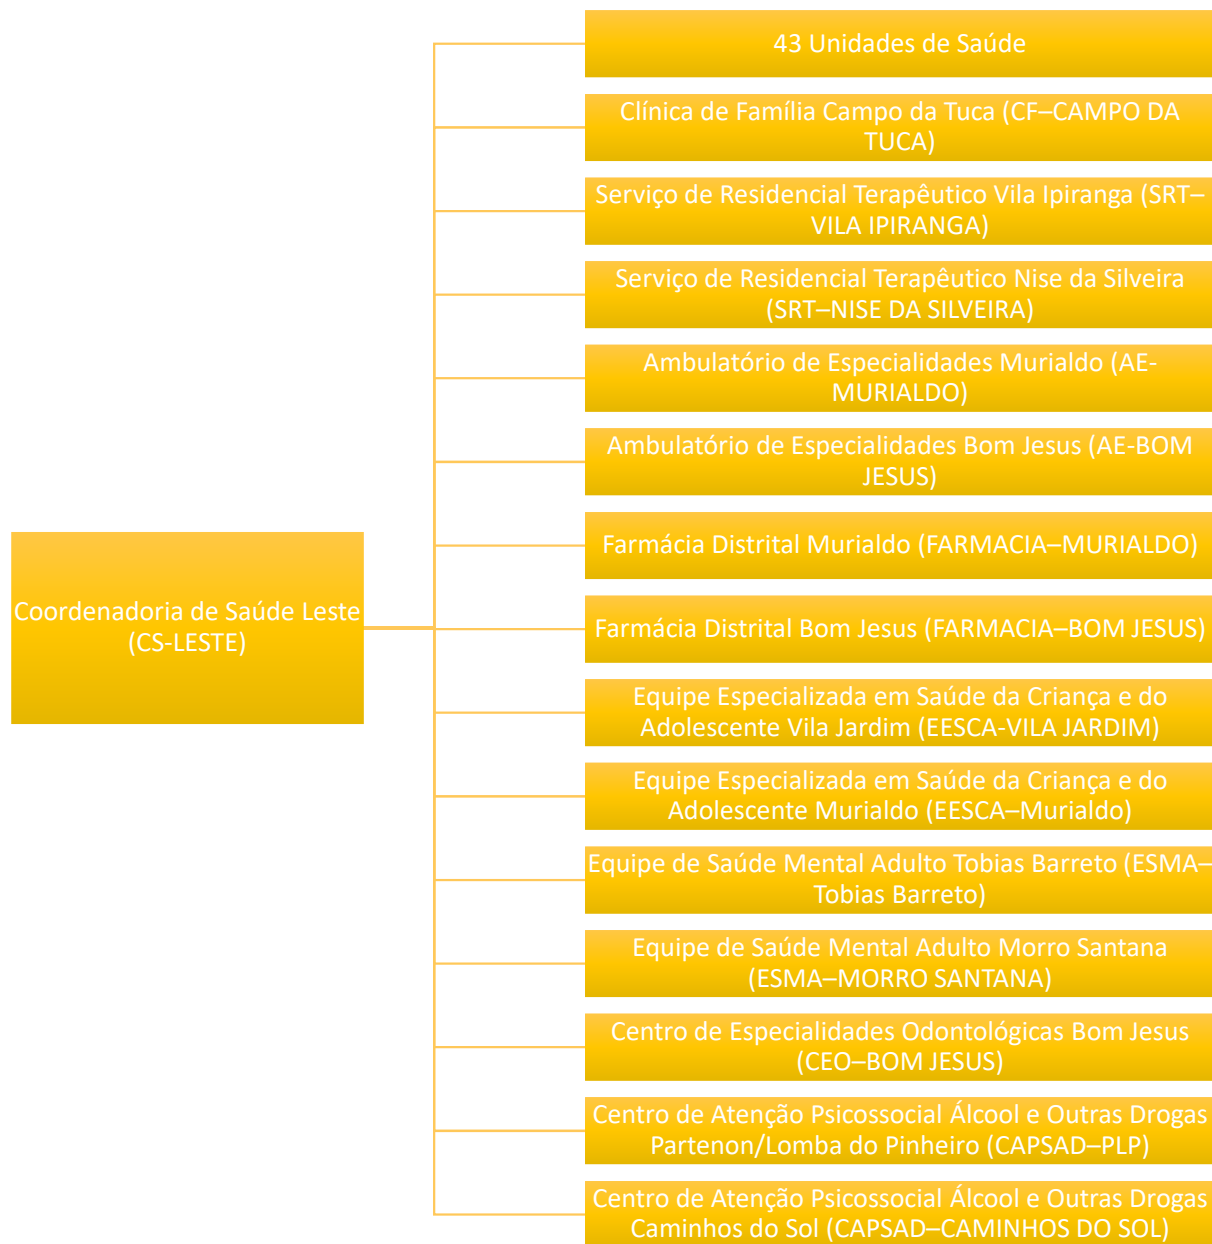 43 Unidades de Saúde
Clínica de Família Campo da Tuca (CF–CAMPO DA
TUCA)
Serviço de Residencial Terapêutico Vila Ipiranga (SRT–
VILA IPIRANGA)
Serviço de Residencial Terapêutico Nise da Silveira
(SRT–NISE DA SILVEIRA)
Ambulatório de Especialidades Murialdo (AE-
MURIALDO)
Ambulatório de Especialidades Bom Jesus (AE-BOM
JESUS)
Farmácia Distrital Murialdo (FARMACIA–MURIALDO)
Coordenadoria de Saúde Leste
(CS-LESTE)
Farmácia Distrital Bom Jesus (FARMACIA–BOM JESUS)
Equipe Especializada em Saúde da Criança e do
Adolescente Vila Jardim (EESCA-VILA JARDIM)
Equipe Especializada em Saúde da Criança e do
Adolescente Murialdo (EESCA–Murialdo)
Equipe de Saúde Mental Adulto Tobias Barreto (ESMA–
Tobias Barreto)
Equipe de Saúde Mental Adulto Morro Santana
(ESMA–MORRO SANTANA)
Centro de Especialidades Odontológicas Bom Jesus
(CEO–BOM JESUS)
Centro de Atenção Psicossocial Álcool e Outras Drogas
Partenon/Lomba do Pinheiro (CAPSAD–PLP)
Centro de Atenção Psicossocial Álcool e Outras Drogas
Caminhos do Sol (CAPSAD–CAMINHOS DO SOL)